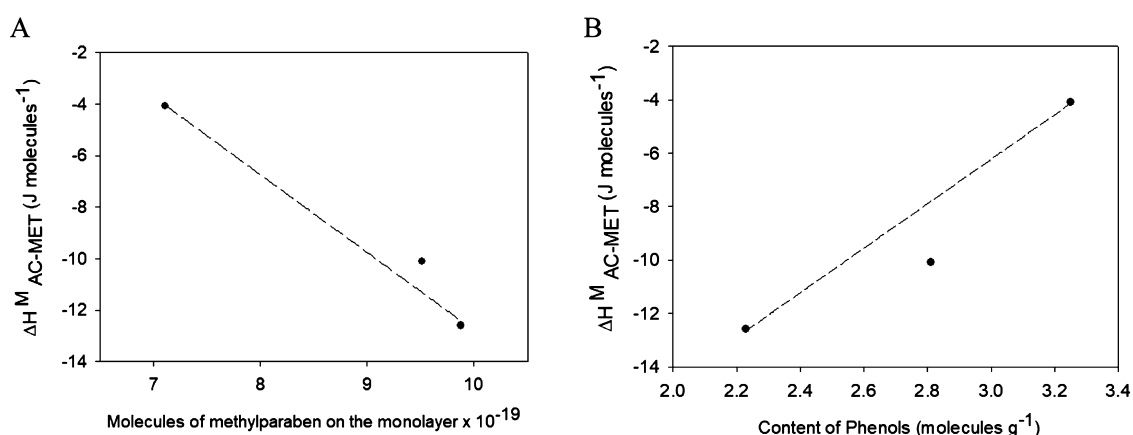 A
-2
-4
-6
-8
-10
-12
-14
7 8 9 10
ΔH^M AC-MET (J molecules^-1)
Molecules of methylparaben on the monolayer x 10^-19
B
-2
-4
-6
-8
-10
-12
-14
2.0 2.2 2.4 2.6 2.8 3.0 3.2 3.4
ΔH^M AC-MET (J molecules^-1)
Content of Phenols (molecules g^-1)